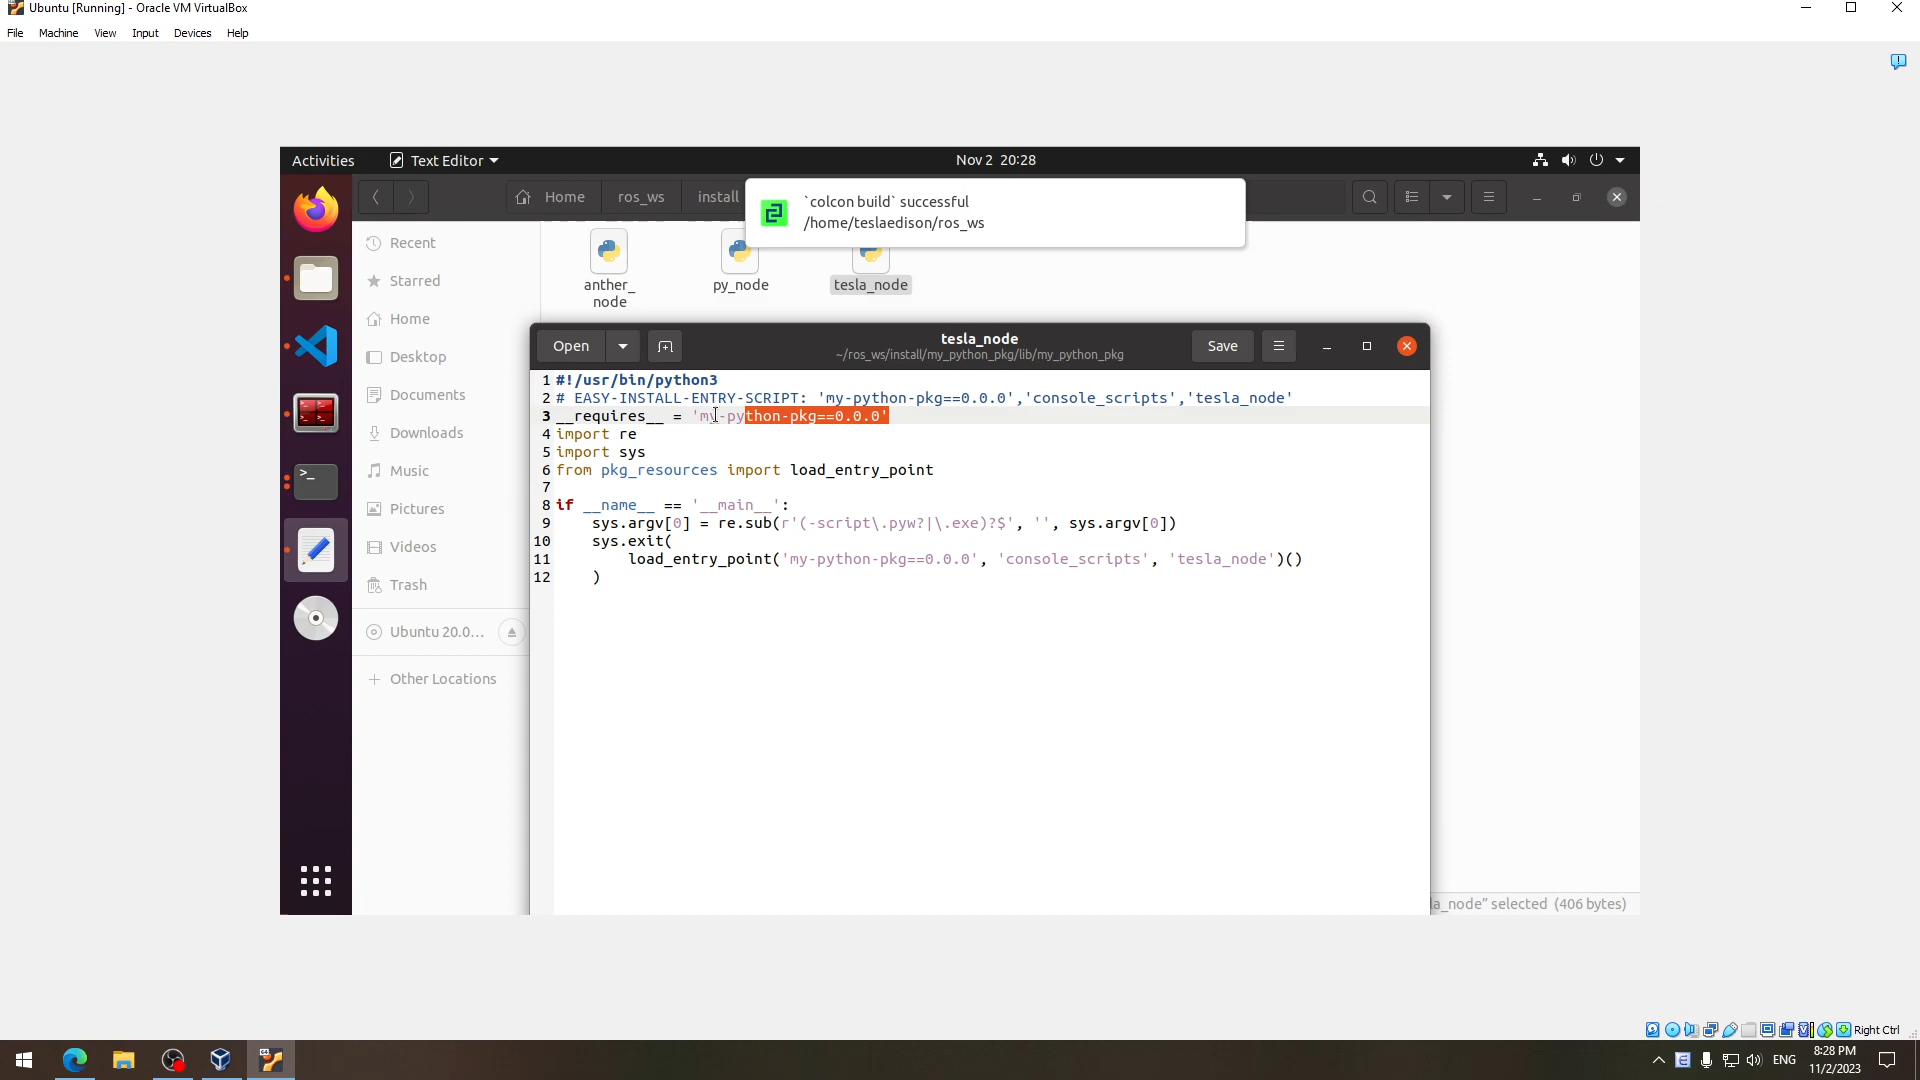 Ubuntu [Running] - Oracle VM VirtualBox
File Machine View Input Devices Help
Activities Text Editor Nov 2 20:28
Home ros_ws install
`colcon build` successful
/home/teslaedison/ros_ws
Recent
Starred
Home
Desktop
Documents
Downloads
Music
Pictures
Videos
Trash
Ubuntu 20.0...
Other Locations
anther_
node
py_node
tesla_node
Open
tesla_node
~/ros_ws/install/my_python_pkg/lib/my_python_pkg
Save
1 #!/usr/bin/python3
2 # EASY-INSTALL-ENTRY-SCRIPT: 'my-python-pkg==0.0.0','console_scripts','tesla_node'
3 __requires__ = 'my-python-pkg==0.0.0'
4 import re
5 import sys
6 from pkg_resources import load_entry_point
7
8 if __name__ == '__main__':
9     sys.argv[0] = re.sub(r'(-script\.pyw?|\.exe)?$', '', sys.argv[0])
10     sys.exit(
11         load_entry_point('my-python-pkg==0.0.0', 'console_scripts', 'tesla_node')()
12     )
la_node" selected (406 bytes)
Right Ctrl
ENG
8:28 PM
11/2/2023